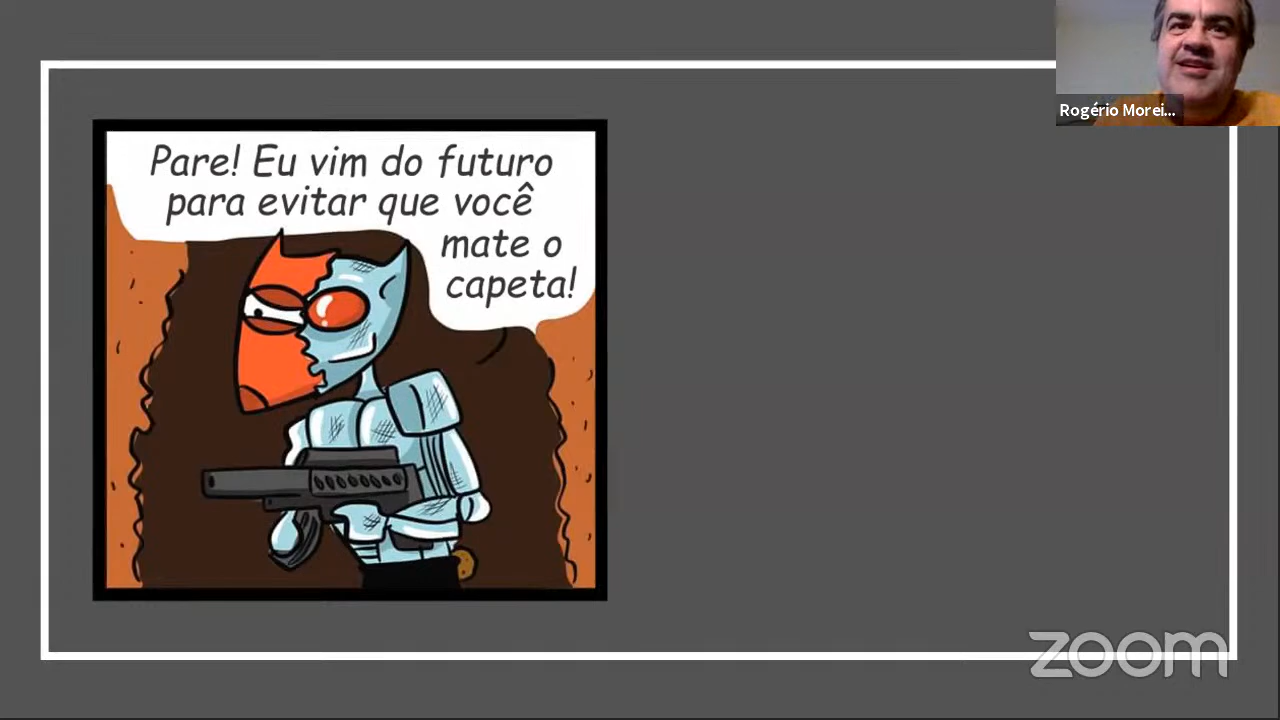 Pare! Eu vim do futuro
para evitar que você
mate o
capeta!
Rogério Morei...
zoom